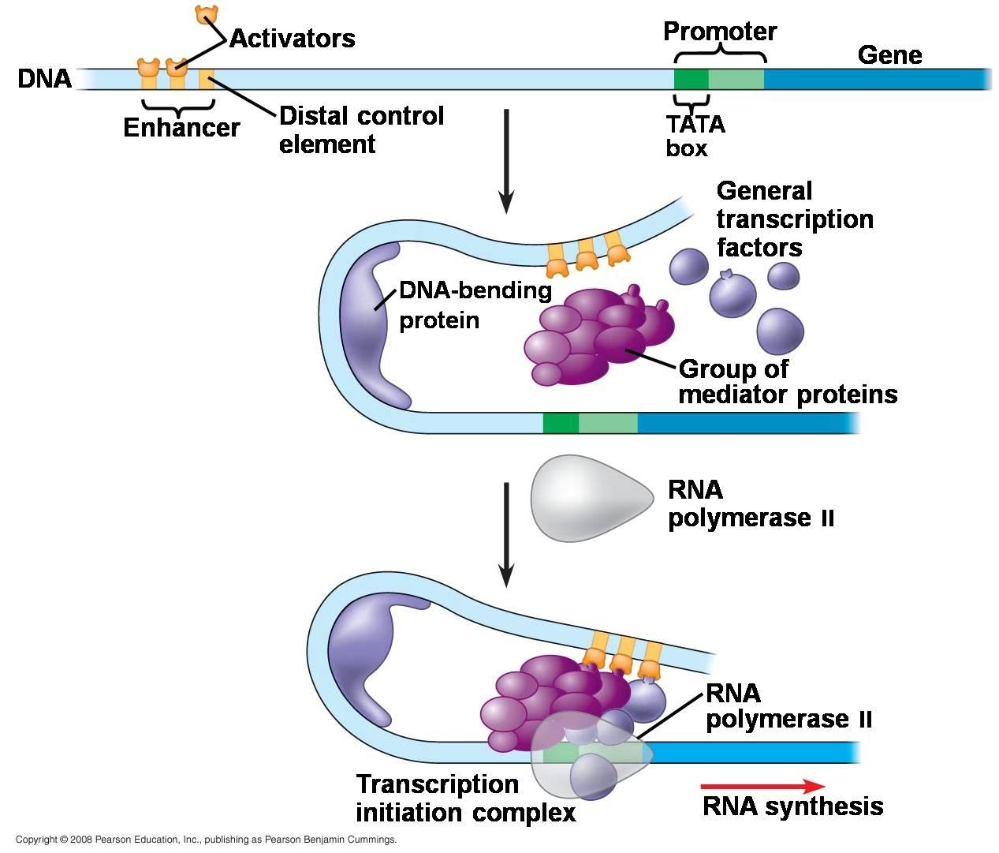 Activators
Promoter
Gene
DNA
Enhancer
Distal control
element
TATA
box
General
transcription
factors
DNA-bending
protein
Group of
mediator proteins
RNA
polymerase II
RNA
polymerase II
Transcription
initiation complex
RNA synthesis
Copyright © 2008 Pearson Education, Inc., publishing as Pearson Benjamin Cummings.